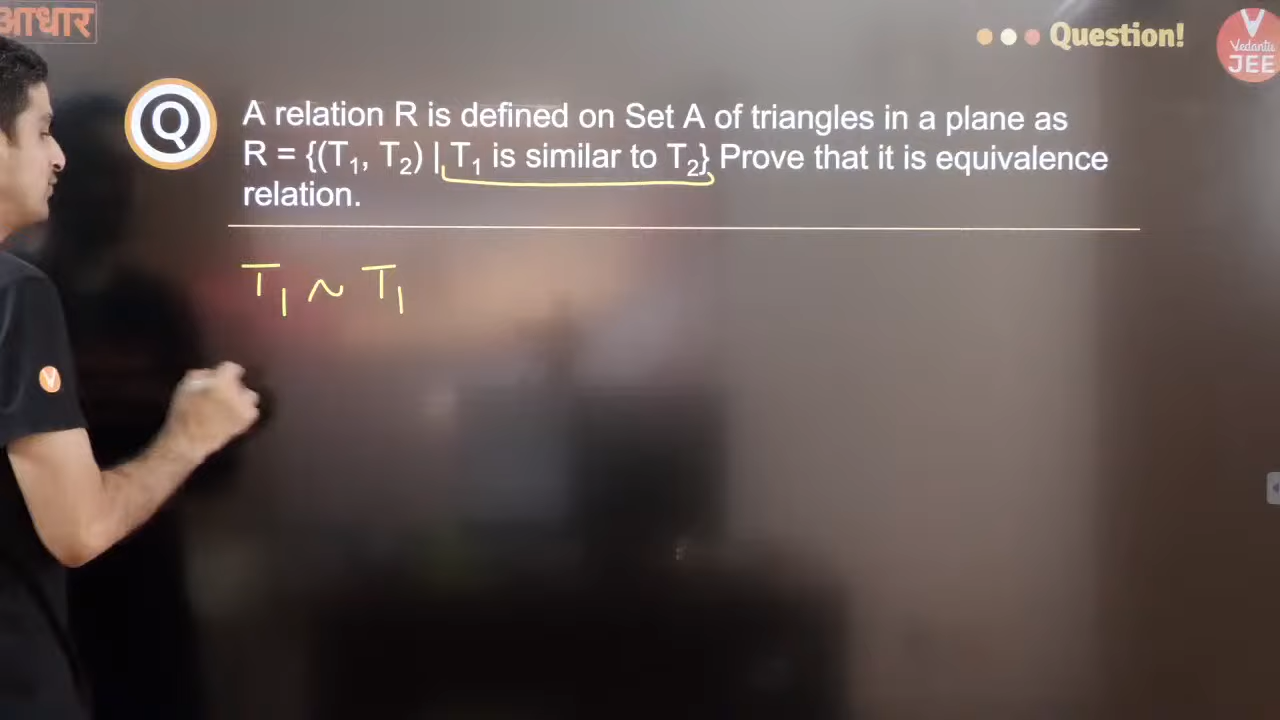 आधार
Question!
Vedantu
JEE
Q
A relation R is defined on Set A of triangles in a plane as
R = {(T₁, T₂) | T₁ is similar to T₂} Prove that it is equivalence
relation.
T₁ ~ T₁